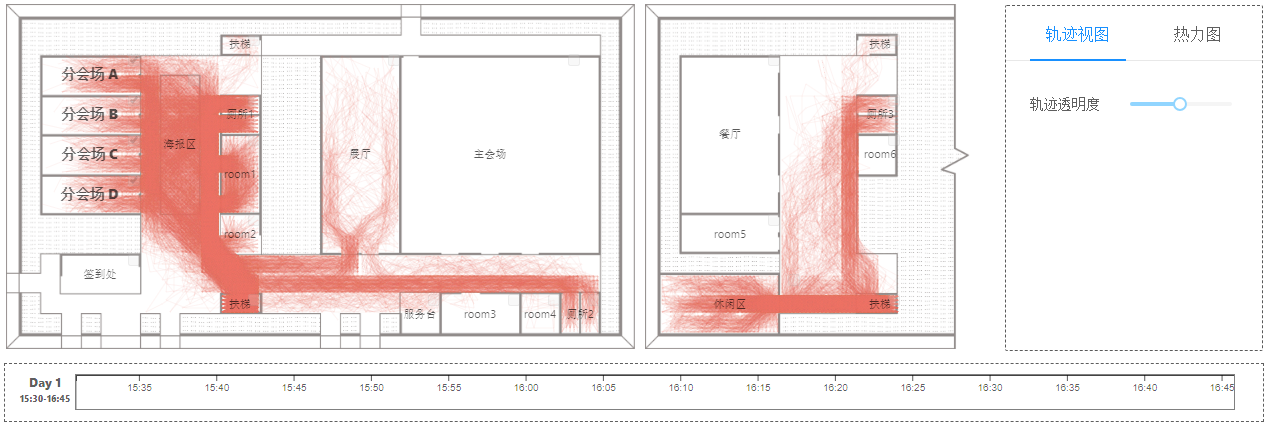 扶梯
分会场 A
分会场 B
分会场 C
分会场 D
海报区
厕所1
room1
room2
展厅
主会场
签到处
扶梯
服务台
room3
room4
厕所2
扶梯
餐厅
厕所3
room6
room5
休闲区
扶梯
轨迹视图
热力图
轨迹透明度
Day 1
15:30-16:45
15:35 15:40 15:45 15:50 15:55 16:00 16:05 16:10 16:15 16:20 16:25 16:30 16:35 16:40 16:45